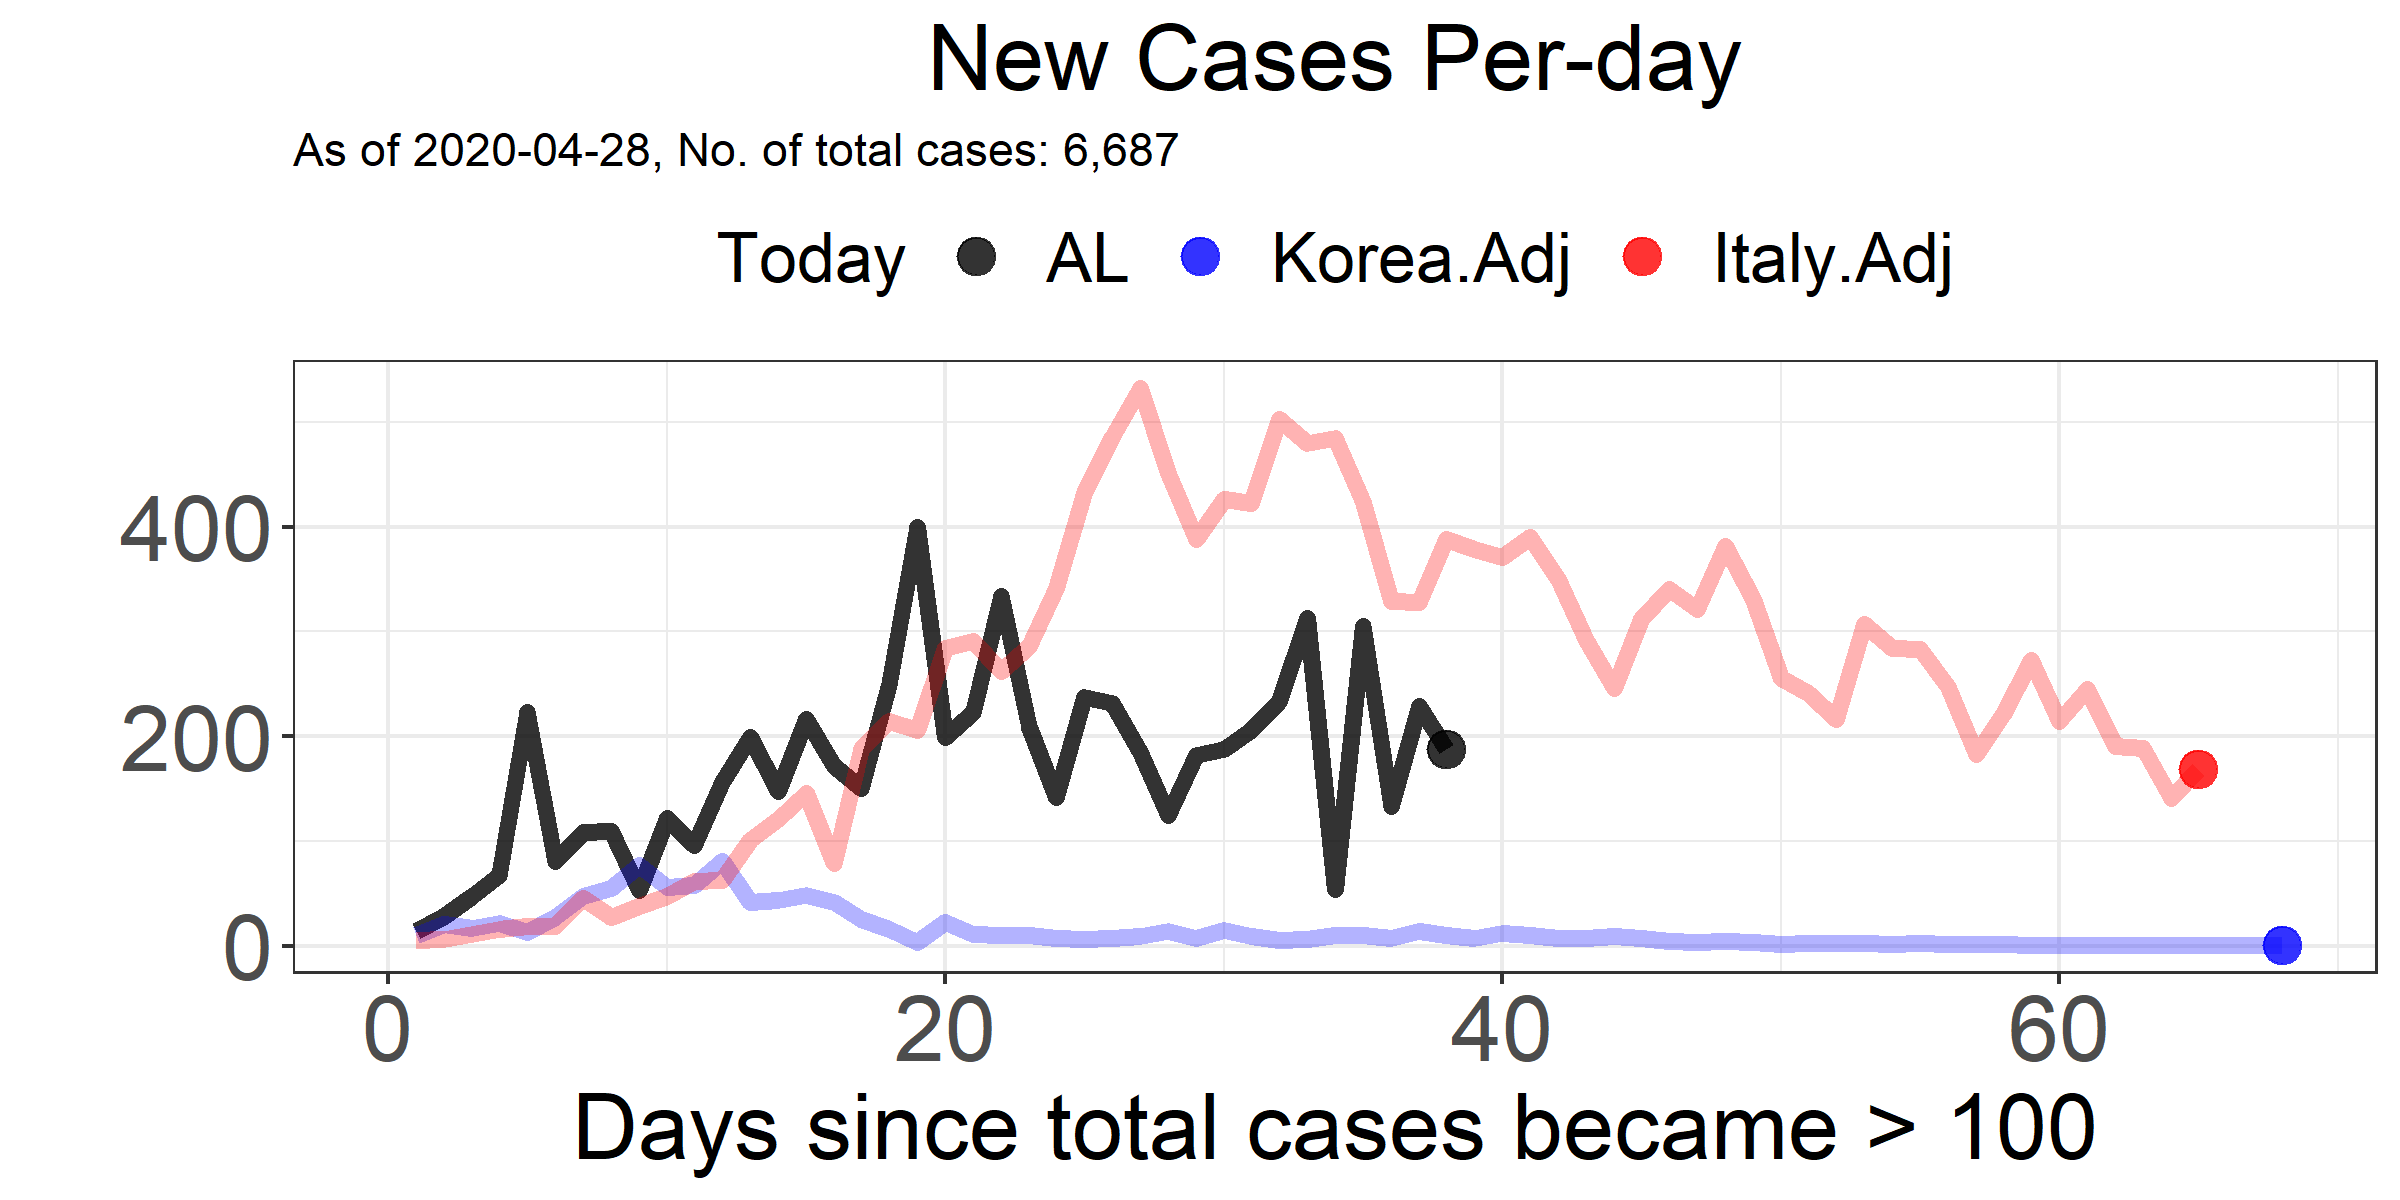 New Cases Per-day
As of 2020-04-28, No. of total cases: 6,687
Today AL Korea.Adj Italy.Adj
400
200
0
0 20 40 60
Days since total cases became > 100